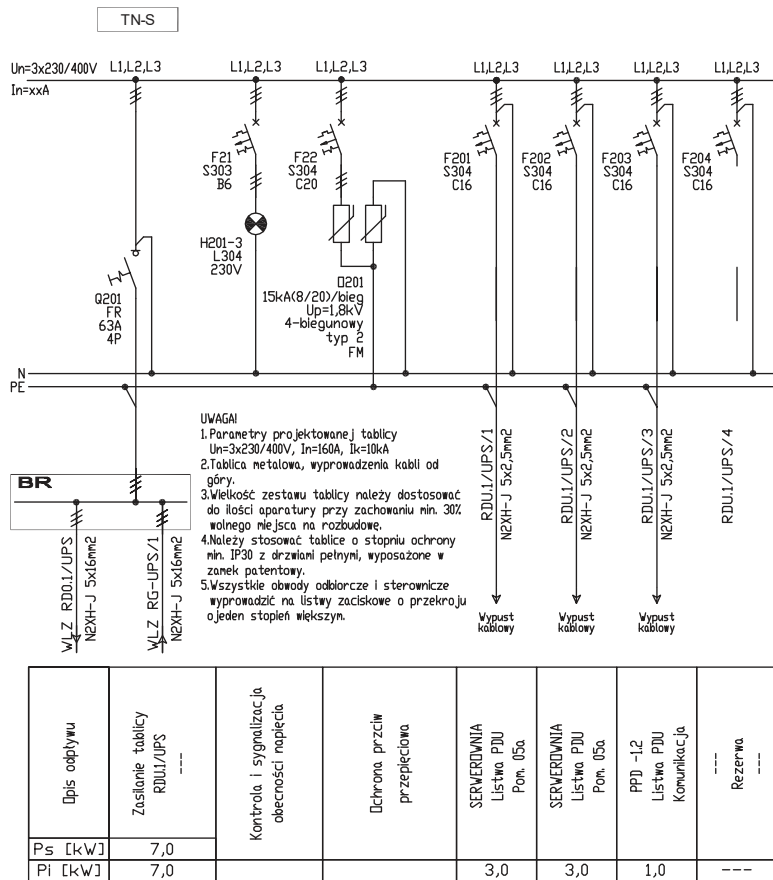 TN-S
Un=3x230/400V
In=xxA
L1,L2,L3
L1,L2,L3
L1,L2,L3
L1,L2,L3
L1,L2,L3
L1,L2,L3
L1,L2,L3
F21
S303
B6
F22
S304
C20
F201
S304
C16
F202
S304
C16
F203
S304
C16
F204
S304
C16
H201-3
L304
230V
Q201
FR
63A
4P
O201
15kA(8/20)/bieg
Up=1,8kV
4-biegunowy
typ 2
FM
N
PE
UWAGA!
1. Parametry projektowanej tablicy
Un=3x230/400V, In=160A, Ik=10kA
2.Tablica metalowa, wyprowadzenia kabli od
góry.
3.Wielkość zestawu tablicy należy dostosować
do ilości aparatury przy zachowaniu min. 30%
wolnego miejsca na rozbudowę.
4.Należy stosować tablice o stopniu ochrony
min. IP30 z drzwiami pełnymi, wyposażone w
zamek patentowy.
5.Wszystkie obwody odbiorcze i sterownicze
wyprowadzić na listwy zaciskowe o przekroju
ojeden stopień większym.
BR
WLZ RD0.1/UPS
N2XH-J 5x16mm2
WLZ RG-UPS/1
N2XH-J 5x16mm2
RDU.1/UPS/1
N2XH-J 5x2,5mm2
RDU.1/UPS/2
N2XH-J 5x2,5mm2
RDU.1/UPS/3
N2XH-J 5x2,5mm2
RDU.1/UPS/4
Wypust
kablowy
Wypust
kablowy
Wypust
kablowy
Opis odpływu
Zasilanie tablicy
RDU.1/UPS
---
Kontrola i sygnalizacja
obecności napięcia
Ochrona przciw
przepięciowa
SERWEROWNIA
Listwa PDU
Pom. 05a
SERWEROWNIA
Listwa PDU
Pom. 05a
PPD -1.2
Listwa PDU
Komunikacja
---
Rezerwa
---
Ps [kW] 7,0
Pi [kW] 7,0 3,0 3,0 1,0 ---